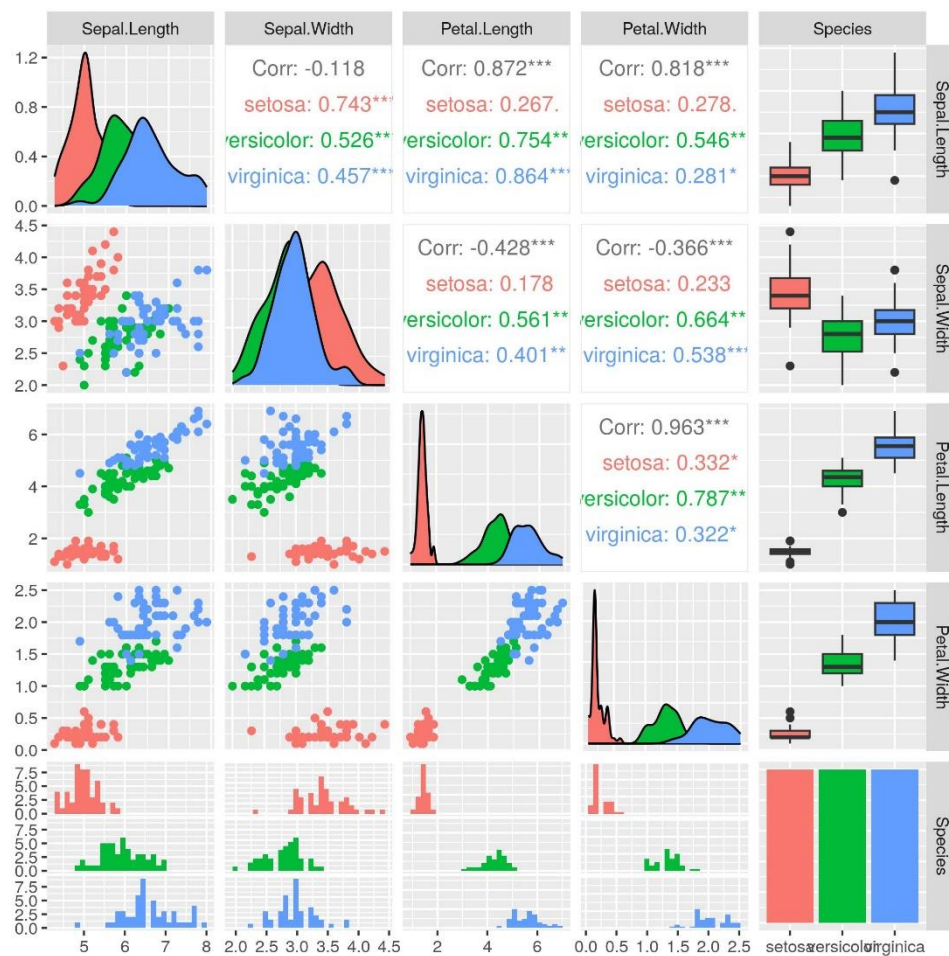 Sepal.Length Sepal.Width Petal.Length Petal.Width Species
1.2
0.8
0.4
0.0
Corr: -0.118
setosa: 0.743***
versicolor: 0.526***
virginica: 0.457***
Corr: 0.872***
setosa: 0.267.
versicolor: 0.754**
virginica: 0.864***
Corr: 0.818***
setosa: 0.278.
versicolor: 0.546**
virginica: 0.281*
Sepal.Length
4.5
4.0
3.5
3.0
2.5
2.0
Corr: -0.428***
setosa: 0.178
versicolor: 0.561**
virginica: 0.401**
Corr: -0.366***
setosa: 0.233
versicolor: 0.664**
virginica: 0.538***
Sepal.Width
6
4
2
Corr: 0.963***
setosa: 0.332*
versicolor: 0.787**
virginica: 0.322*
Petal.Length
2.5
2.0
1.5
1.0
0.5
0.0
Petal.Width
7.5
5.0
2.5
0.0
7.5
5.0
2.5
0.0
7.5
5.0
2.5
0.0
Species
5 6 7 8 2.0 2.5 3.0 3.5 4.0 4.5 2 4 6 0.0 0.5 1.0 1.5 2.0 2.5 setosa versicolor virginica